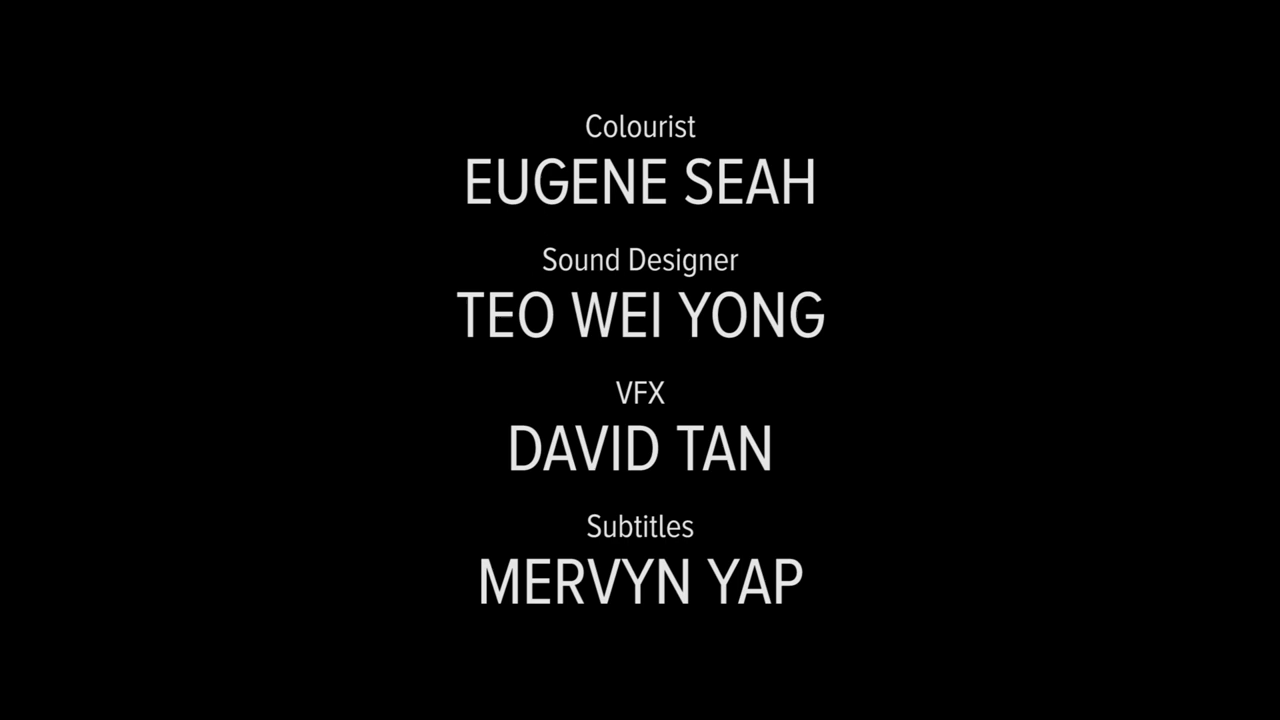 Colourist
EUGENE SEAH
Sound Designer
TEO WEI YONG
VFX
DAVID TAN
Subtitles
MERVYN YAP